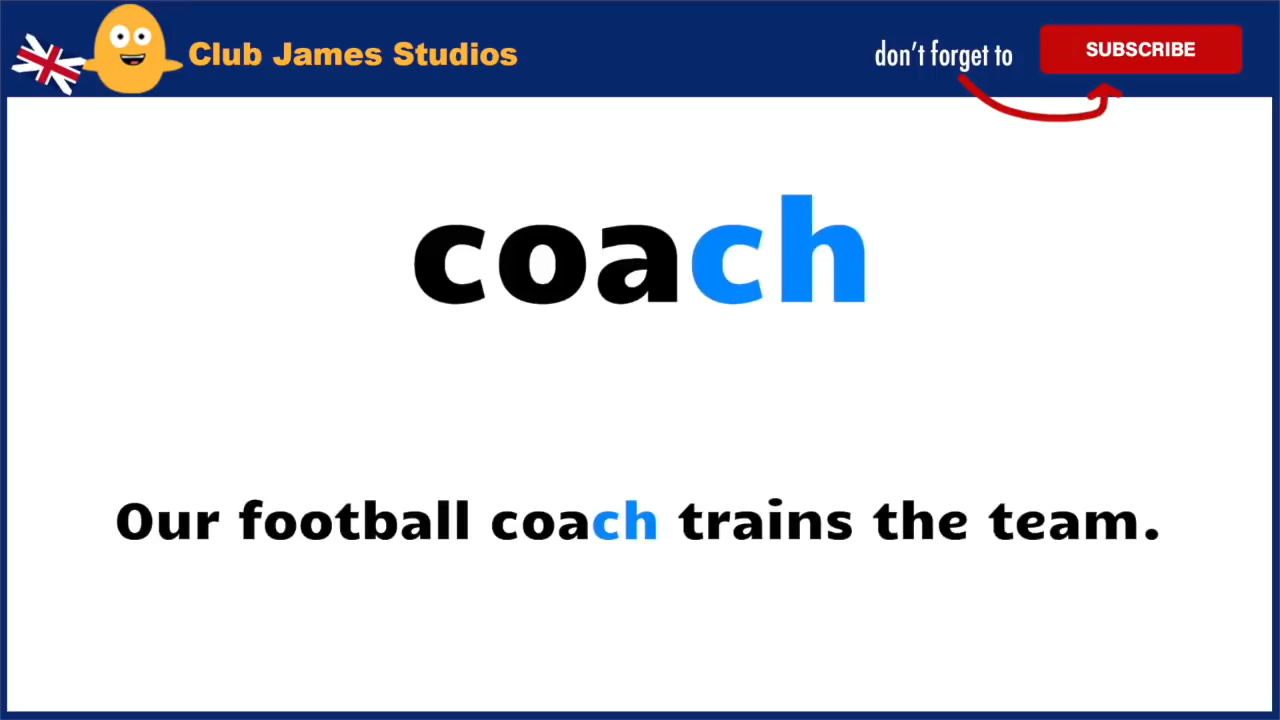 Club James Studios
don't forget to
SUBSCRIBE
coach
Our football coach trains the team.